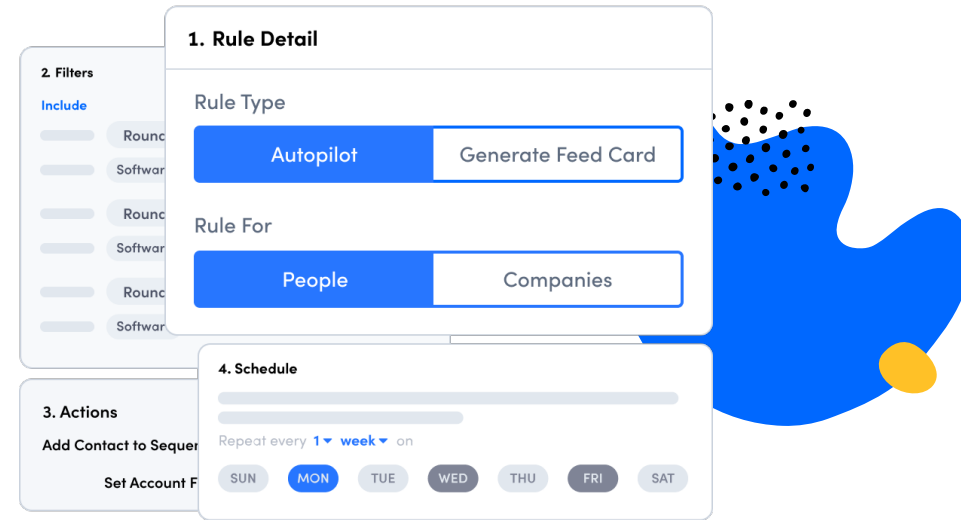 1. Rule Detail
Rule Type
Autopilot Generate Feed Card
Rule For
People Companies
2. Filters
Include
Round
Softwar
Round
Softwar
Round
Softwar
3. Actions
Add Contact to Sequer
Set Account F
4. Schedule
Repeat every 1 week on
SUN MON TUE WED THU FRI SAT